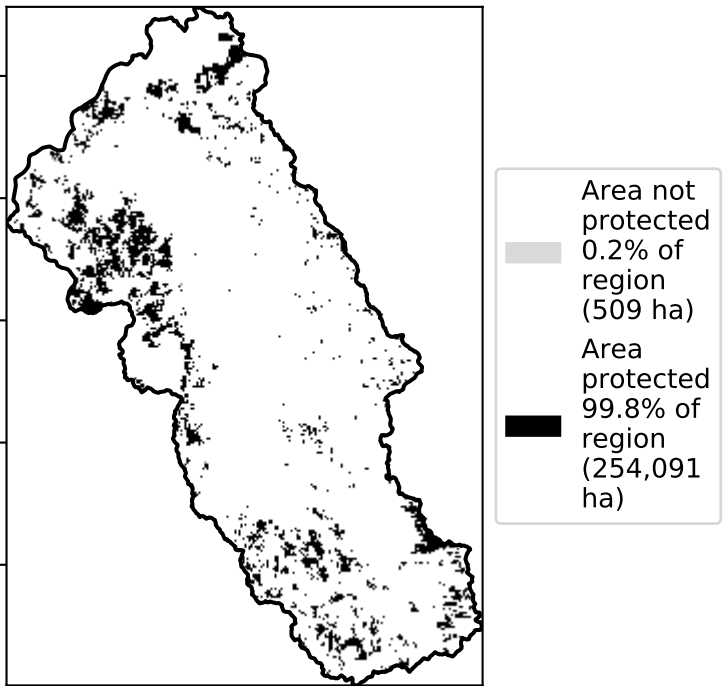 Area not
protected
0.2% of
region
(509 ha)
Area
protected
99.8% of
region
(254,091
ha)